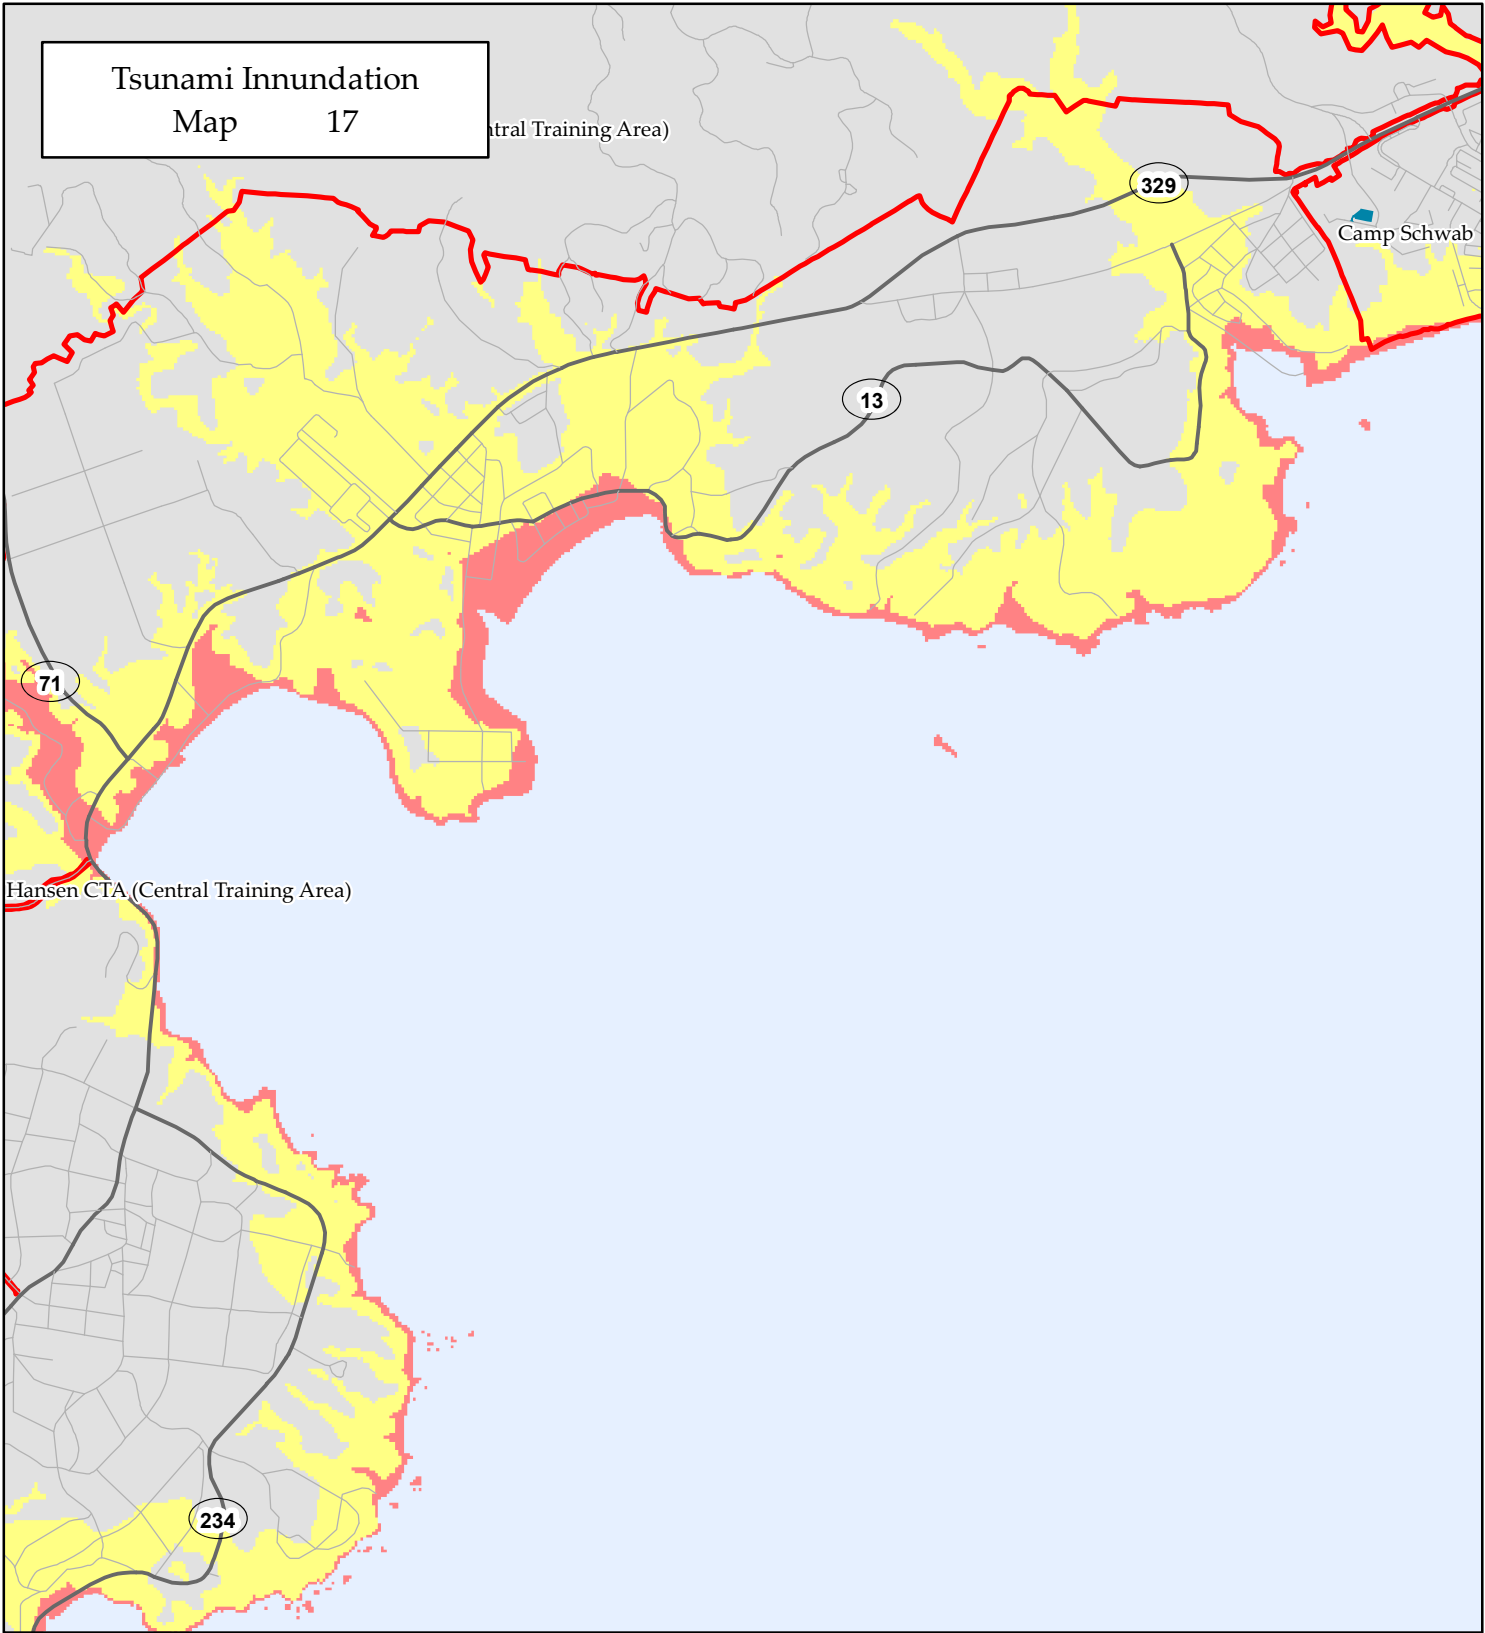 Tsunami Innundation
Map 17
ntral Training Area)
329
Camp Schwab
13
71
Hansen CTA (Central Training Area)
234